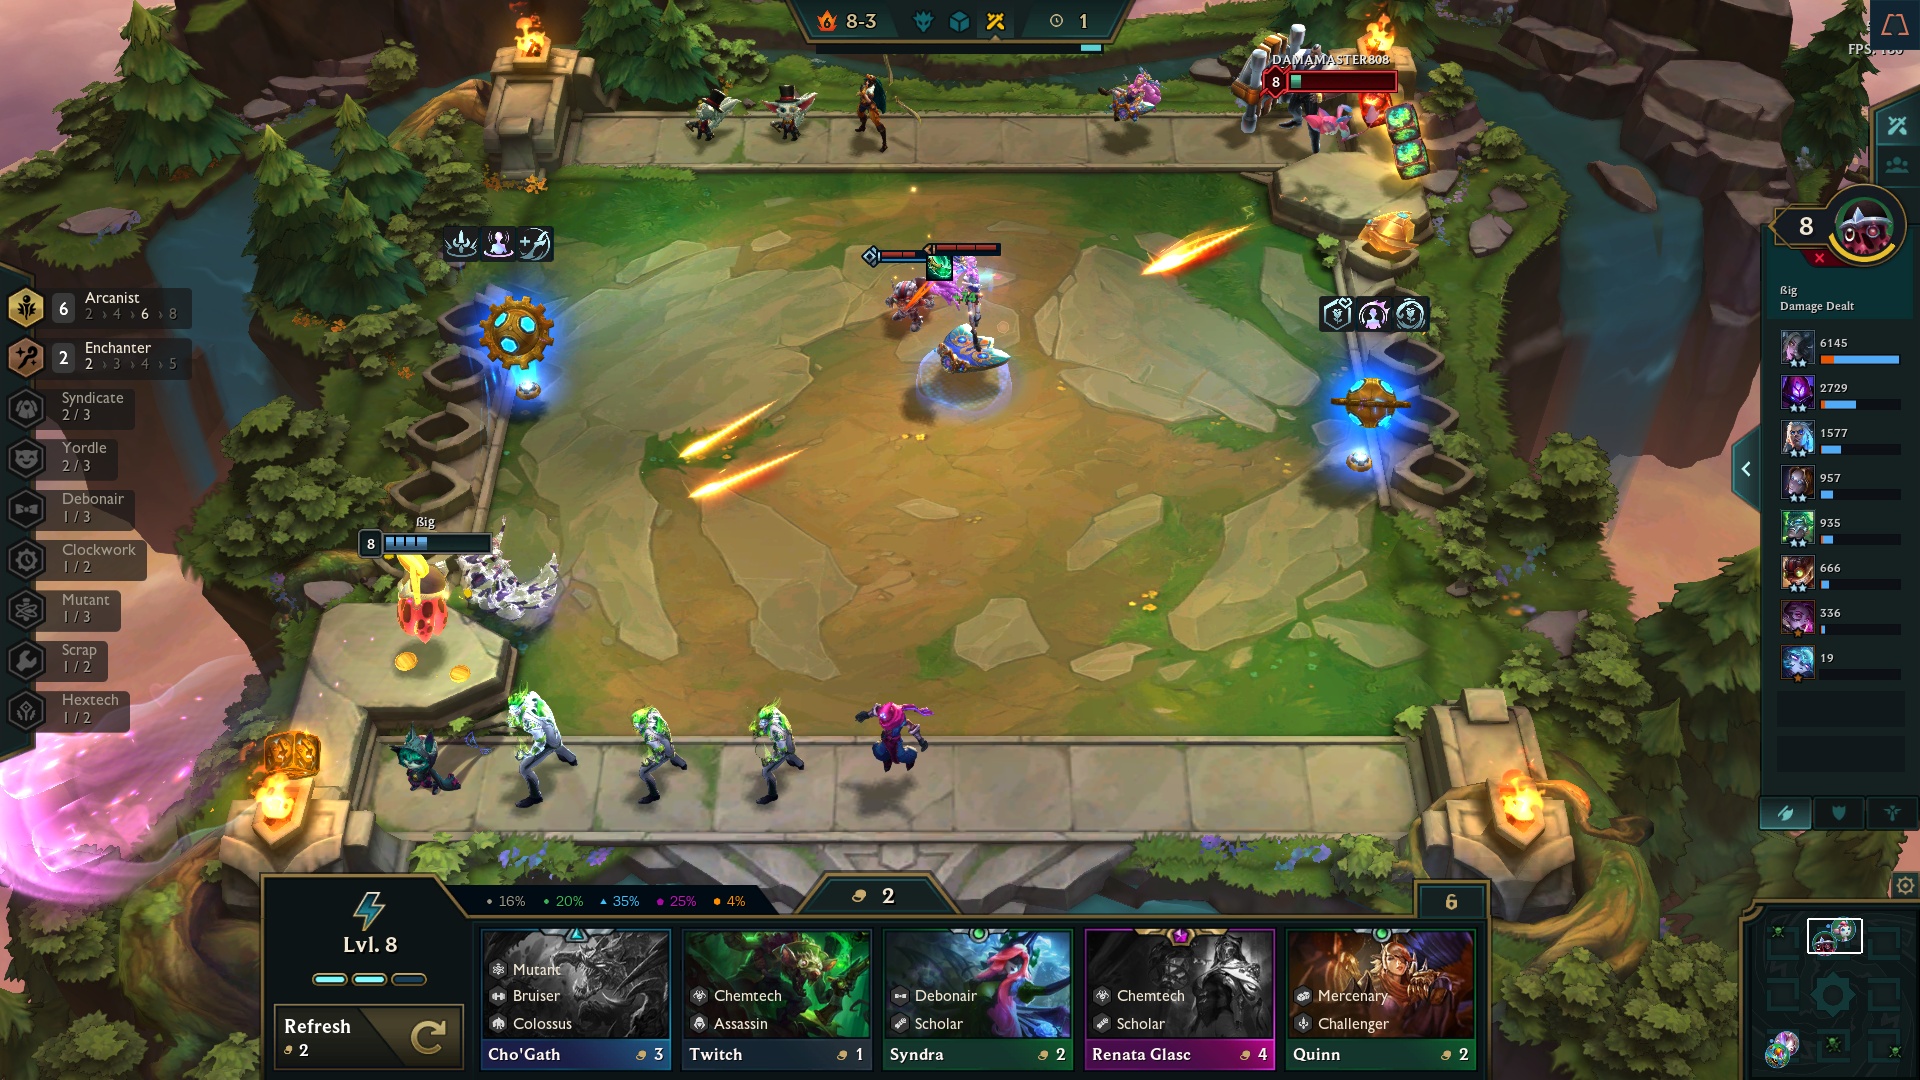 8-3
1
FPS:
DAMAMASTER808
8
8
ßig
Damage Dealt
6145
2729
1577
957
935
666
336
19
6
Arcanist
2 › 4 › 6 › 8
2
Enchanter
2 › 3 › 4 › 5
Syndicate
2 / 3
Yordle
2 / 3
Debonair
1 / 3
Clockwork
1 / 2
Mutant
1 / 3
Scrap
1 / 2
Hextech
1 / 2
ßig
8
Lvl. 8
16%
20%
35%
25%
4%
2
6
Refresh
2
Mutant
Bruiser
Colossus
Cho'Gath
3
Chemtech
Assassin
Twitch
1
Debonair
Scholar
Syndra
2
Chemtech
Scholar
Renata Glasc
4
Mercenary
Challenger
Quinn
2